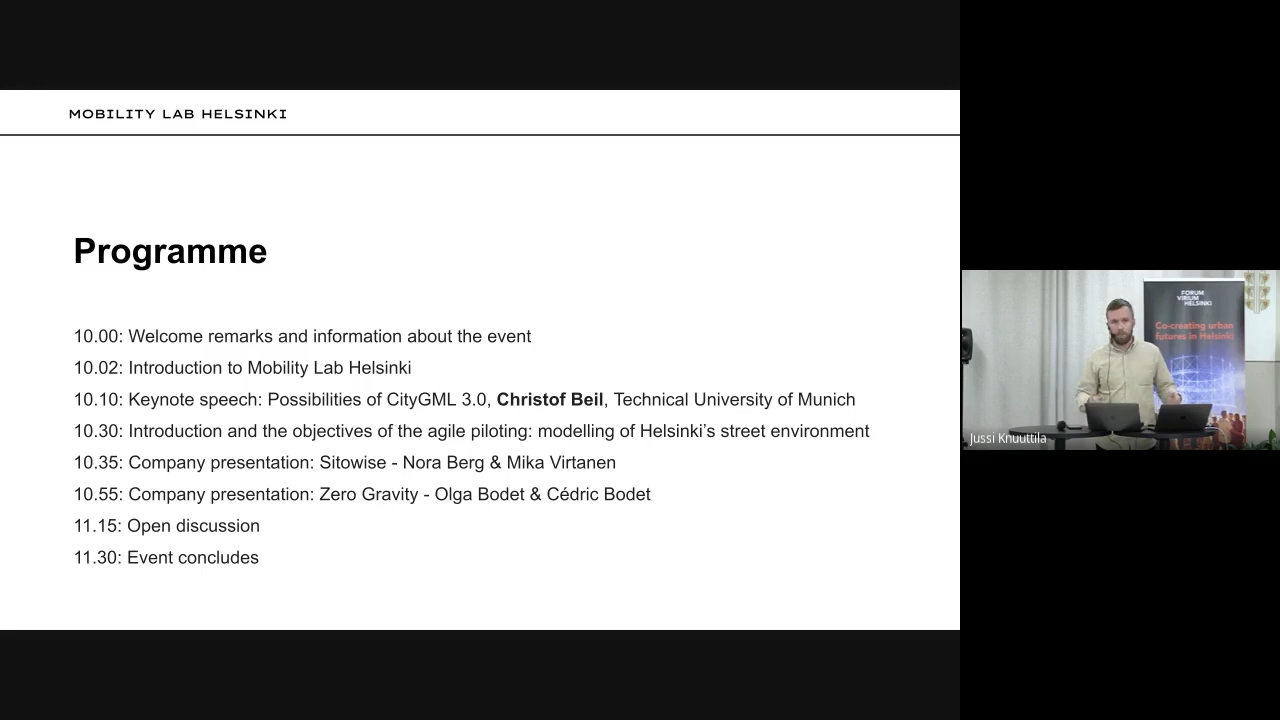 MOBILITY LAB HELSINKI
Programme
10.00: Welcome remarks and information about the event
10.02: Introduction to Mobility Lab Helsinki
10.10: Keynote speech: Possibilities of CityGML 3.0, Christof Beil, Technical University of Munich
10.30: Introduction and the objectives of the agile piloting: modelling of Helsinki’s street environment
10.35: Company presentation: Sitowise - Nora Berg & Mika Virtanen
10.55: Company presentation: Zero Gravity - Olga Bodet & Cédric Bodet
11.15: Open discussion
11.30: Event concludes
FORUM
VIRIUM
HELSINKI
Co-creating urban
futures in Helsinki
Jussi Knuuttila